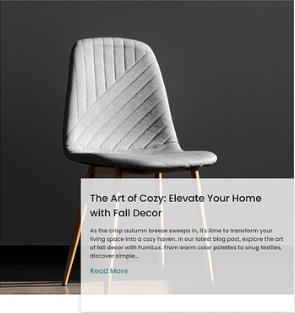 The Art of Cozy: Elevate Your Home
with Fall Decor
As the crisp autumn breeze sweeps in, it's time to transform your
living space into a cozy haven. In our latest blog post, explore the art
of fall decor with FurniLux. From warm color palettes to snug textiles,
discover simple...
Read More